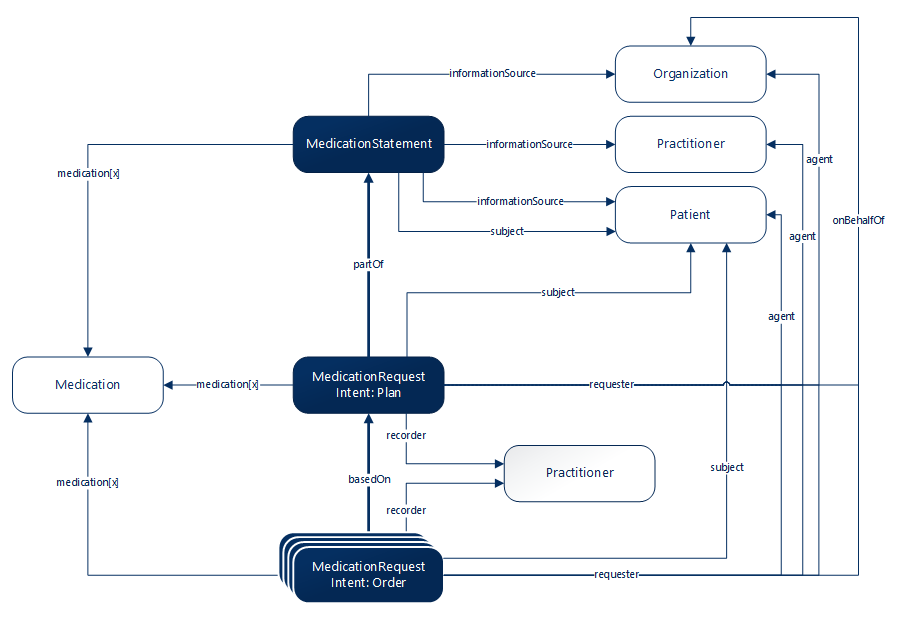 informationSource
Organization
MedicationStatement
informationSource
Practitioner
agent
medication[x]
informationSource
Patient
subject
onBehalfOf
agent
partOf
subject
agent
Medication
medication[x]
MedicationRequest
Intent: Plan
requester
recorder
Practitioner
subject
medication[x]
basedOn
recorder
MedicationRequest
Intent: Order
requester